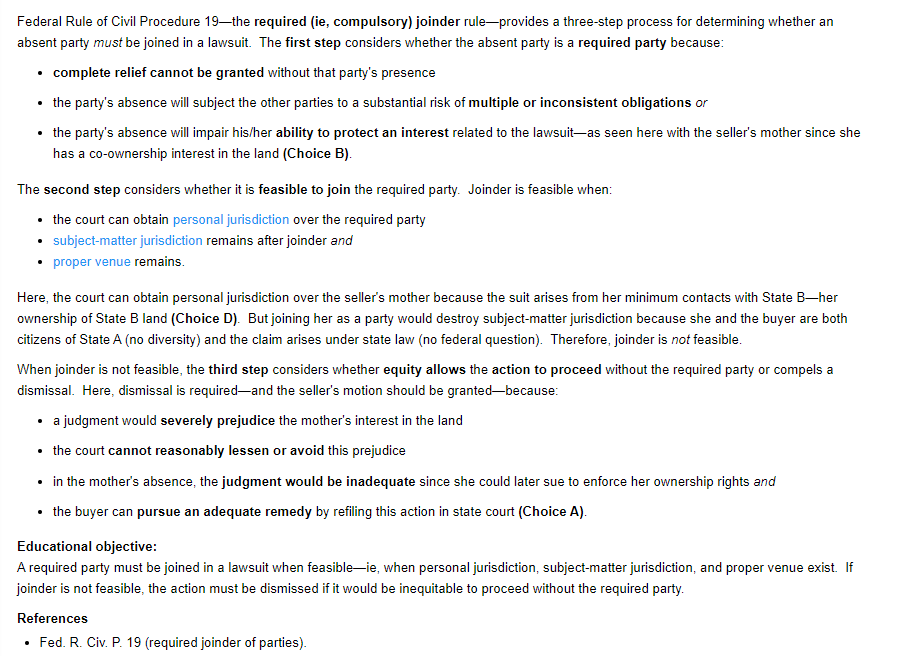 Federal Rule of Civil Procedure 19—the required (ie, compulsory) joinder rule—provides a three-step process for determining whether an
absent party must be joined in a lawsuit. The first step considers whether the absent party is a required party because:
• complete relief cannot be granted without that party's presence
• the party's absence will subject the other parties to a substantial risk of multiple or inconsistent obligations or
• the party's absence will impair his/her ability to protect an interest related to the lawsuit—as seen here with the seller's mother since she
has a co-ownership interest in the land (Choice B).
The second step considers whether it is feasible to join the required party. Joinder is feasible when:
• the court can obtain personal jurisdiction over the required party
• subject-matter jurisdiction remains after joinder and
• proper venue remains.
Here, the court can obtain personal jurisdiction over the seller's mother because the suit arises from her minimum contacts with State B—her
ownership of State B land (Choice D). But joining her as a party would destroy subject-matter jurisdiction because she and the buyer are both
citizens of State A (no diversity) and the claim arises under state law (no federal question). Therefore, joinder is not feasible.
When joinder is not feasible, the third step considers whether equity allows the action to proceed without the required party or compels a
dismissal. Here, dismissal is required—and the seller's motion should be granted—because:
• a judgment would severely prejudice the mother's interest in the land
• the court cannot reasonably lessen or avoid this prejudice
• in the mother's absence, the judgment would be inadequate since she could later sue to enforce her ownership rights and
• the buyer can pursue an adequate remedy by refiling this action in state court (Choice A).
Educational objective:
A required party must be joined in a lawsuit when feasible—ie, when personal jurisdiction, subject-matter jurisdiction, and proper venue exist. If
joinder is not feasible, the action must be dismissed if it would be inequitable to proceed without the required party.
References
• Fed. R. Civ. P. 19 (required joinder of parties).